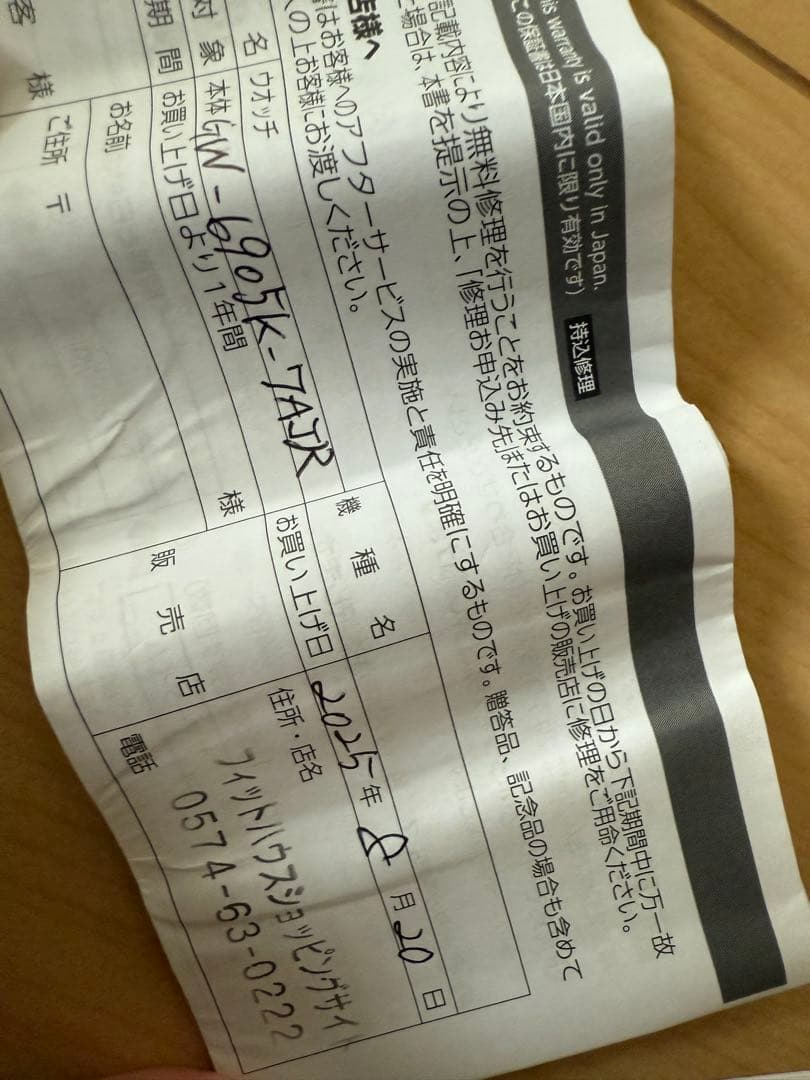 his warranty is valid only in Japan.
この保証書は日本国内に限り有効です） 持込修理
記載内容により無料修理を行うことをお約束するものです。お買い上げの日から下記期間中に万一故
場合は、本書を提示の上、「修理お申込み先」またはお買い上げの販売店に修理をご用命ください。
店様へ
はお客様へのアフターサービスの実施と責任を明確にするものです。贈答品、記念品の場合も含めて
の上お客様にお渡しください。
名 ウオッチ 機種名
対象 本体 GW-6905K-7AJR お買い上げ日 2025年 8月 20日
期間 お買い上げ日より1年間
客様 お名前 様
ご住所 〒
販売店 住所・店名 フィットハウスショッピングサイ
電話 0574-63-0222